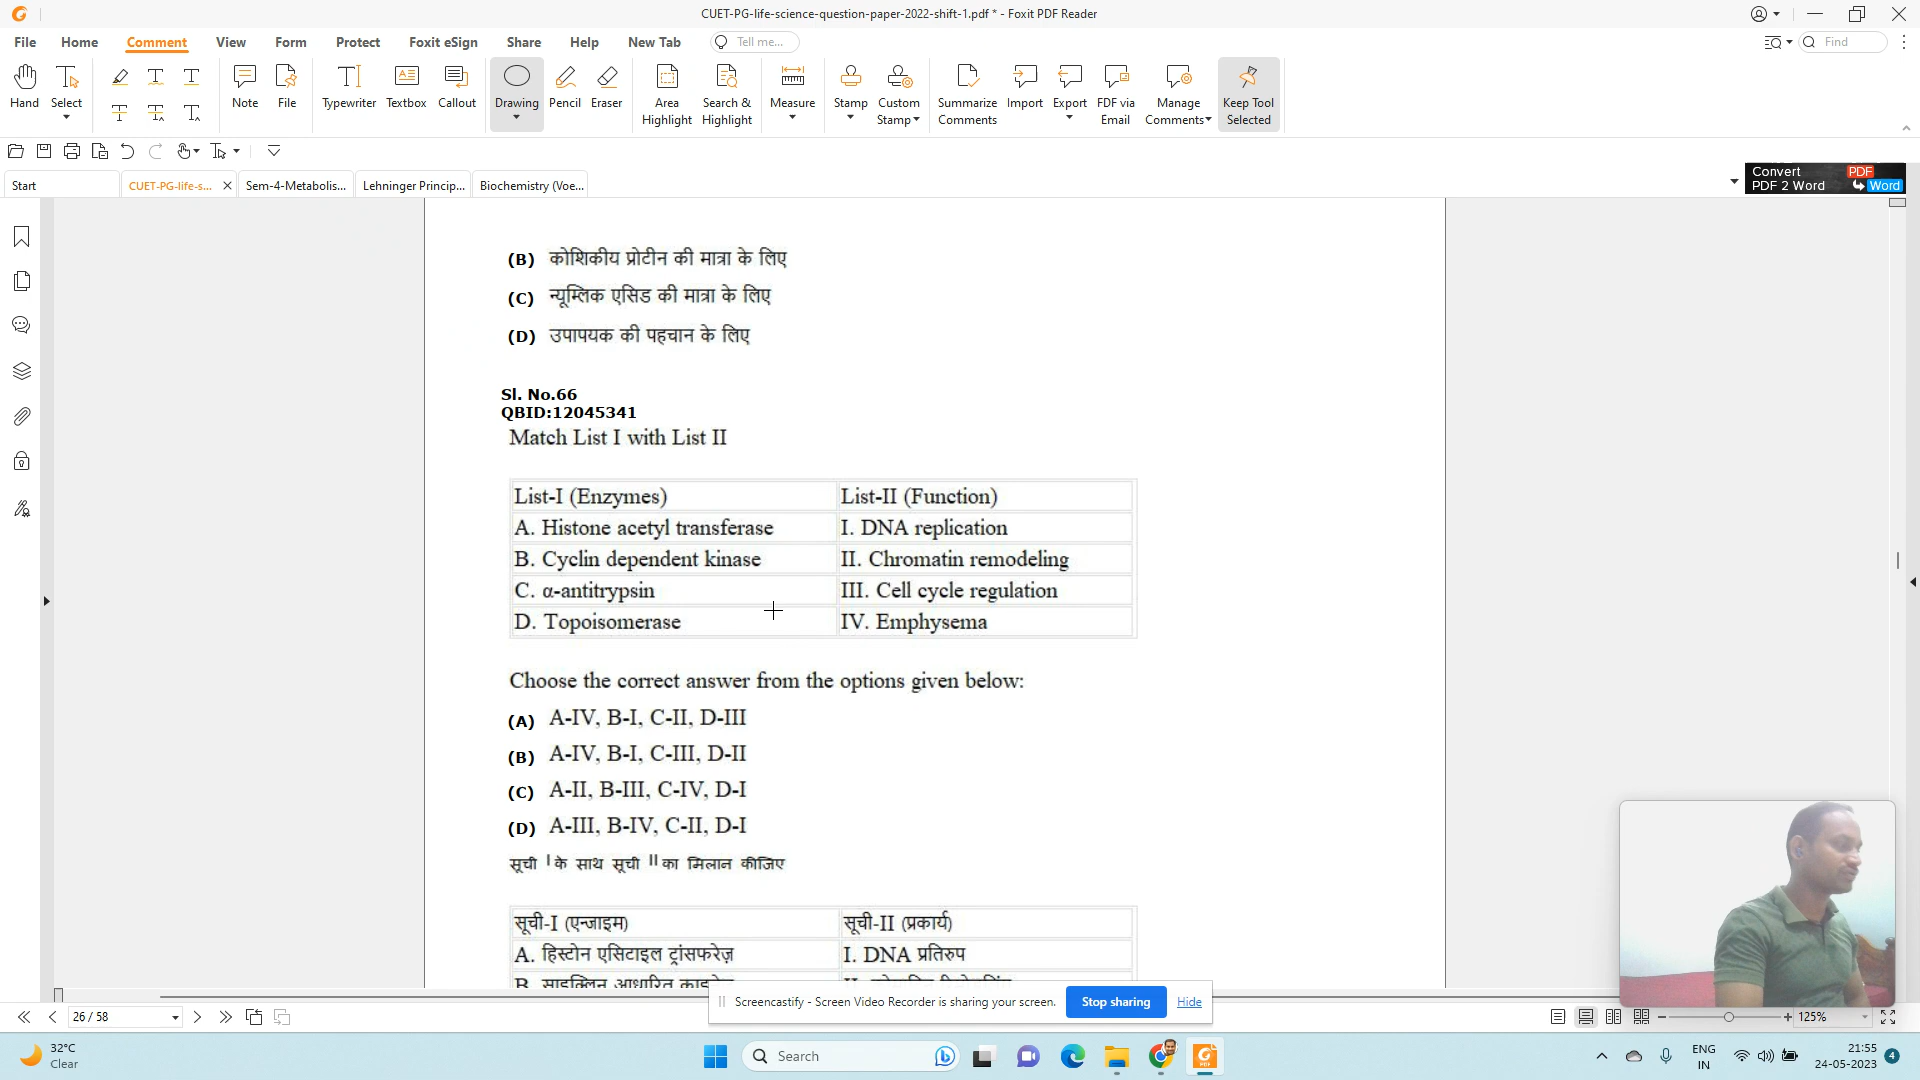 CUET-PG-life-science-question-paper-2022-shift-1.pdf * - Foxit PDF Reader
File Home Comment View Form Protect Foxit eSign Share Help New Tab Tell me... Find
Hand Select Note File Typewriter Textbox Callout Drawing Pencil Eraser Area Highlight Search & Highlight Measure Stamp Custom Stamp Summarize Comments Import Export FDF via Email Manage Comments Keep Tool Selected
Start CUET-PG-life-s... Sem-4-Metabolis... Lehninger Princip... Biochemistry (Voe...
Convert PDF
PDF 2 Word Word
(B) कोशिकीय प्रोटीन की मात्रा के लिए
(C) न्यूम्लिक एसिड की मात्रा के लिए
(D) उपापयक की पहचान के लिए
Sl. No.66
QBID:12045341
Match List I with List II
List-I (Enzymes) List-II (Function)
A. Histone acetyl transferase I. DNA replication
B. Cyclin dependent kinase II. Chromatin remodeling
C. α-antitrypsin III. Cell cycle regulation
D. Topoisomerase IV. Emphysema
Choose the correct answer from the options given below:
(A) A-IV, B-I, C-II, D-III
(B) A-IV, B-I, C-III, D-II
(C) A-II, B-III, C-IV, D-I
(D) A-III, B-IV, C-II, D-I
सूची I के साथ सूची II का मिलान कीजिए
सूची-I (एन्जाइम) सूची-II (प्रकार्य)
A. हिस्टोन एसिटाइल ट्रांसफरेज़ I. DNA प्रतिरुप
B. साइक्लिन आधारित
Screencastify - Screen Video Recorder is sharing your screen. Stop sharing Hide
26 / 58 125%
32°C
Clear
Search
ENG
IN
21:55
24-05-2023
4